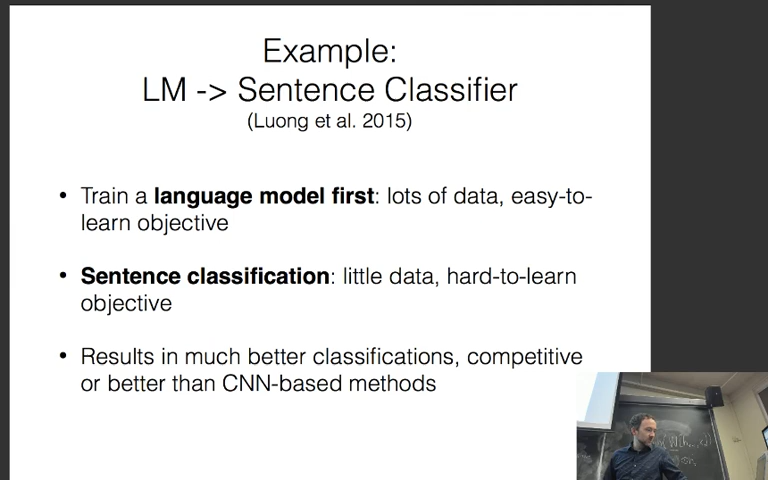 Example:
LM -> Sentence Classifier
(Luong et al. 2015)
• Train a language model first: lots of data, easy-to-
learn objective
• Sentence classification: little data, hard-to-learn
objective
• Results in much better classifications, competitive
or better than CNN-based methods